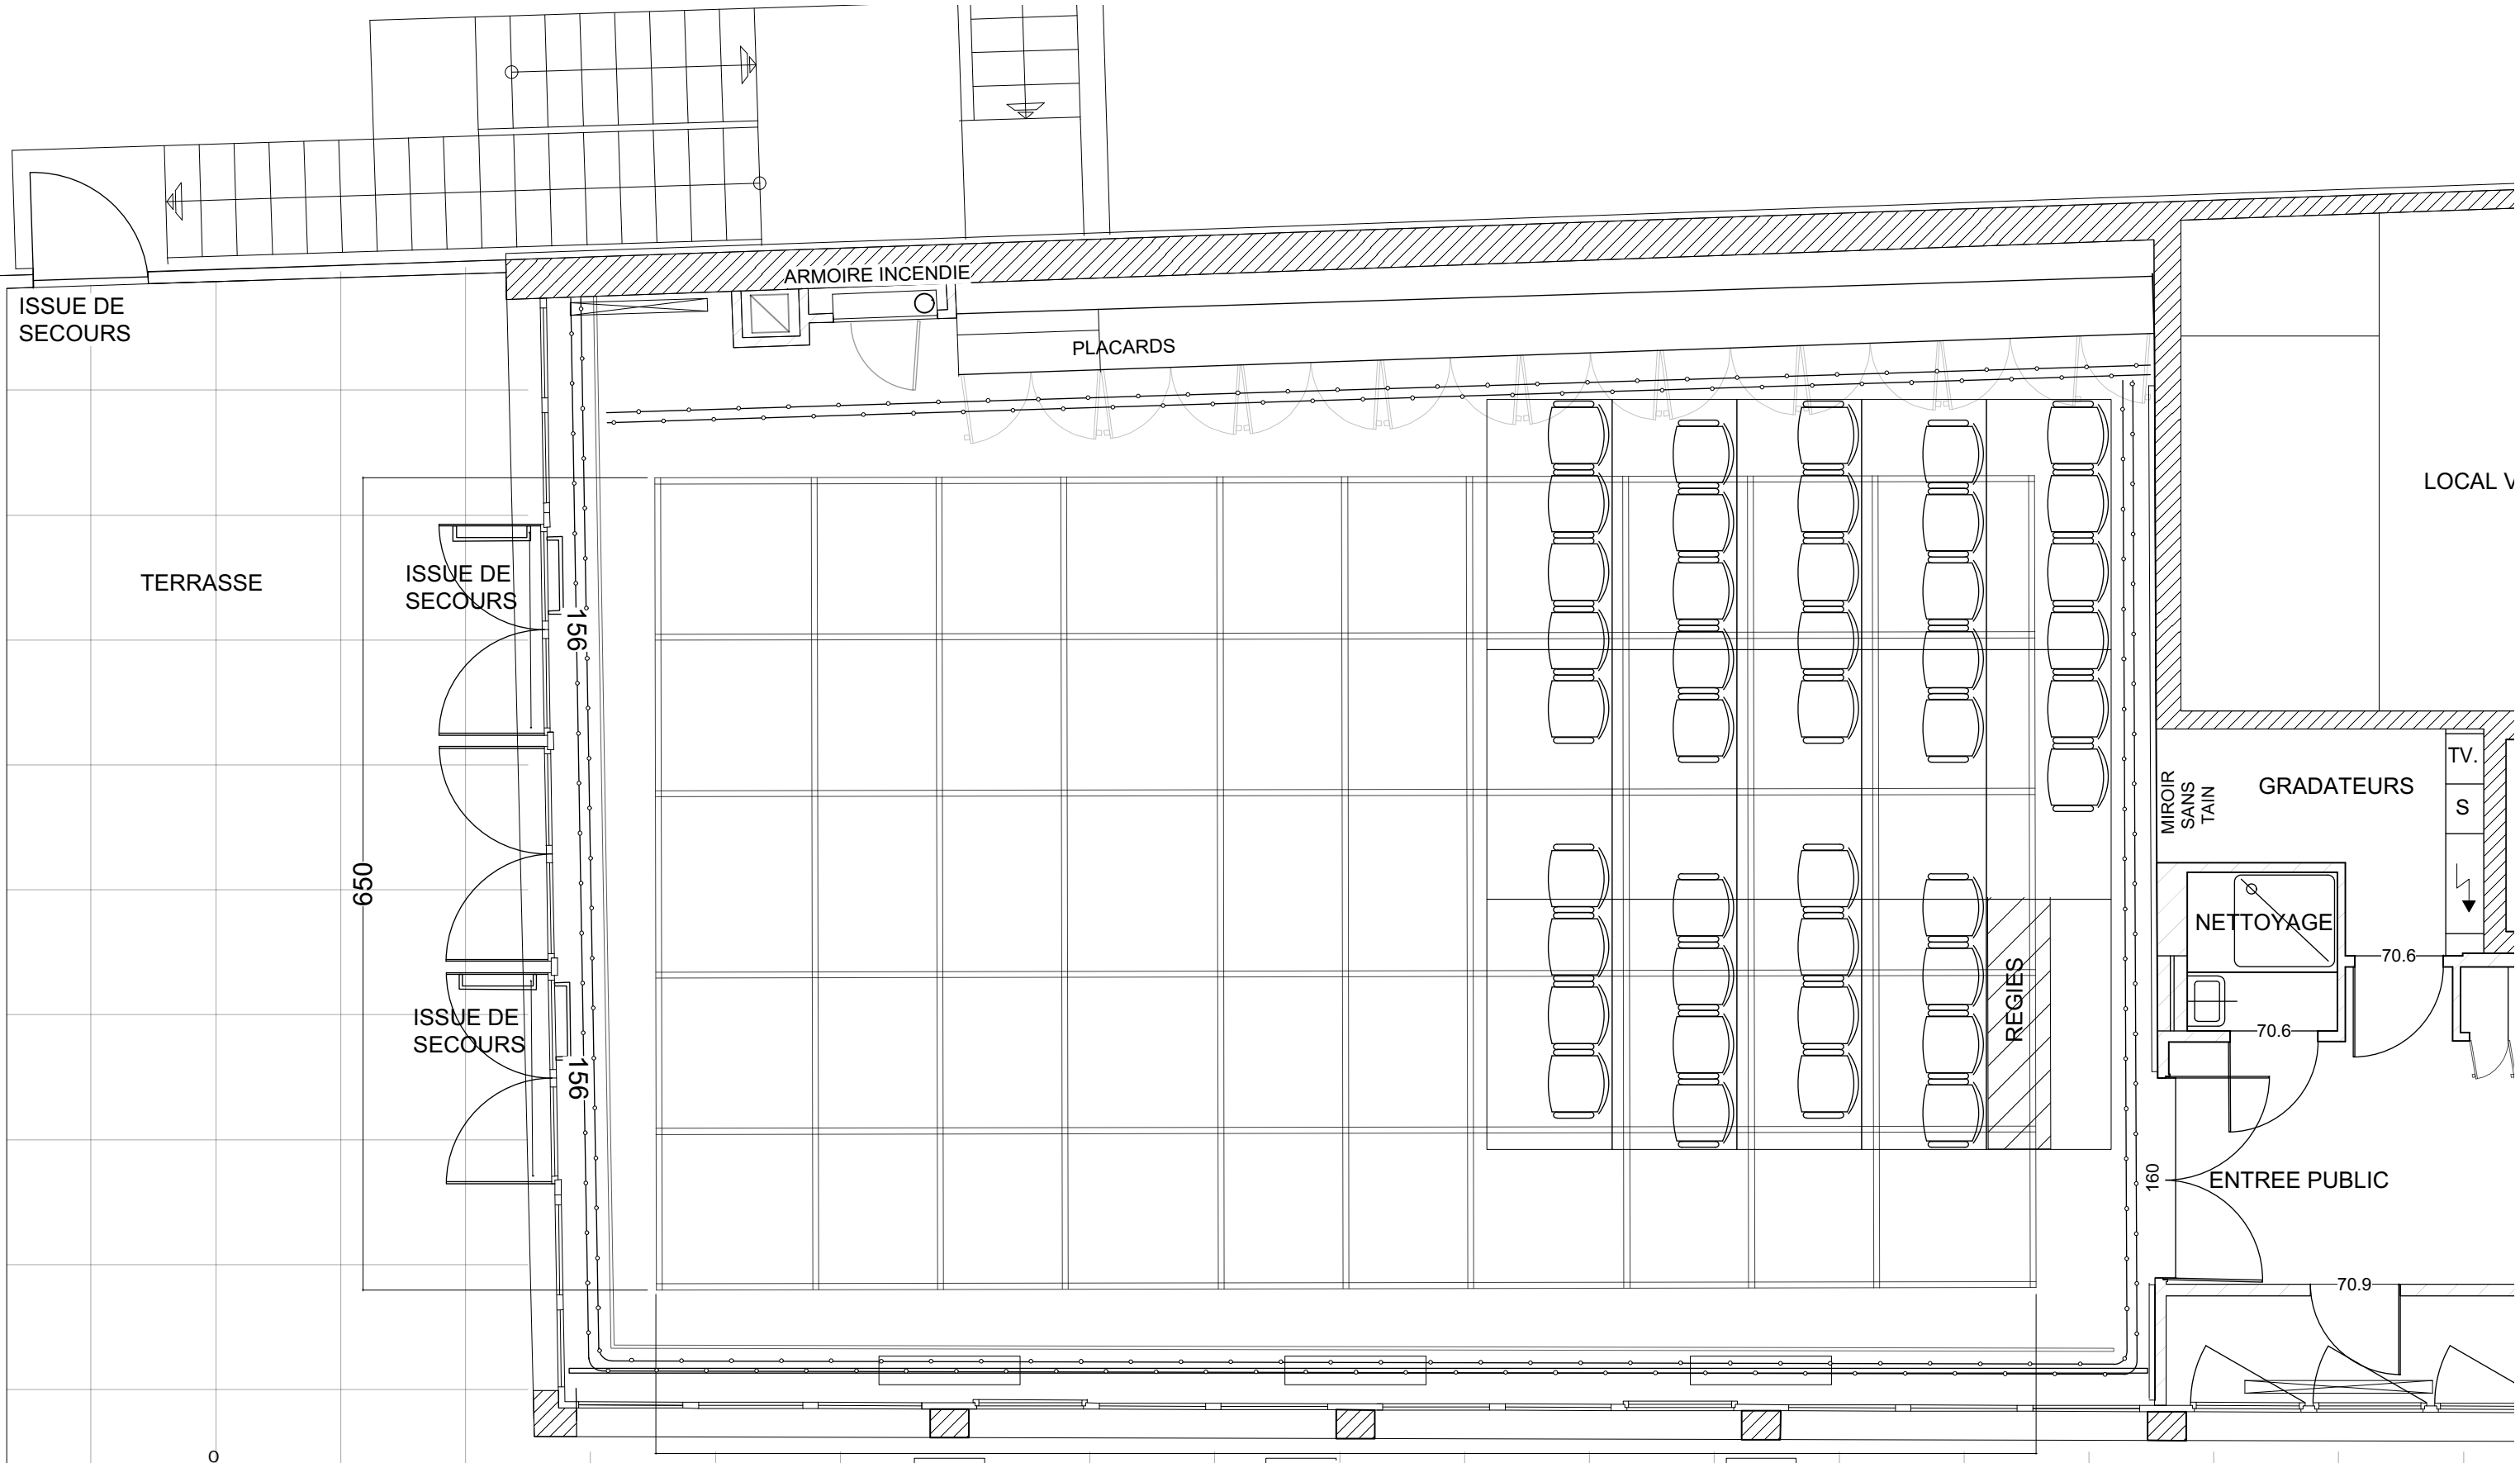 ARMOIRE INCENDIE
ISSUE DE
SECOURS
PLACARDS
LOCAL V
TERRASSE
ISSUE DE
SECOURS
156
TV.
MIROIR
SANS
TAIN
GRADATEURS
S
650
NETTOYAGE
70.6
REGIES
ISSUE DE
SECOURS
70.6
156
160
ENTREE PUBLIC
70.9
O